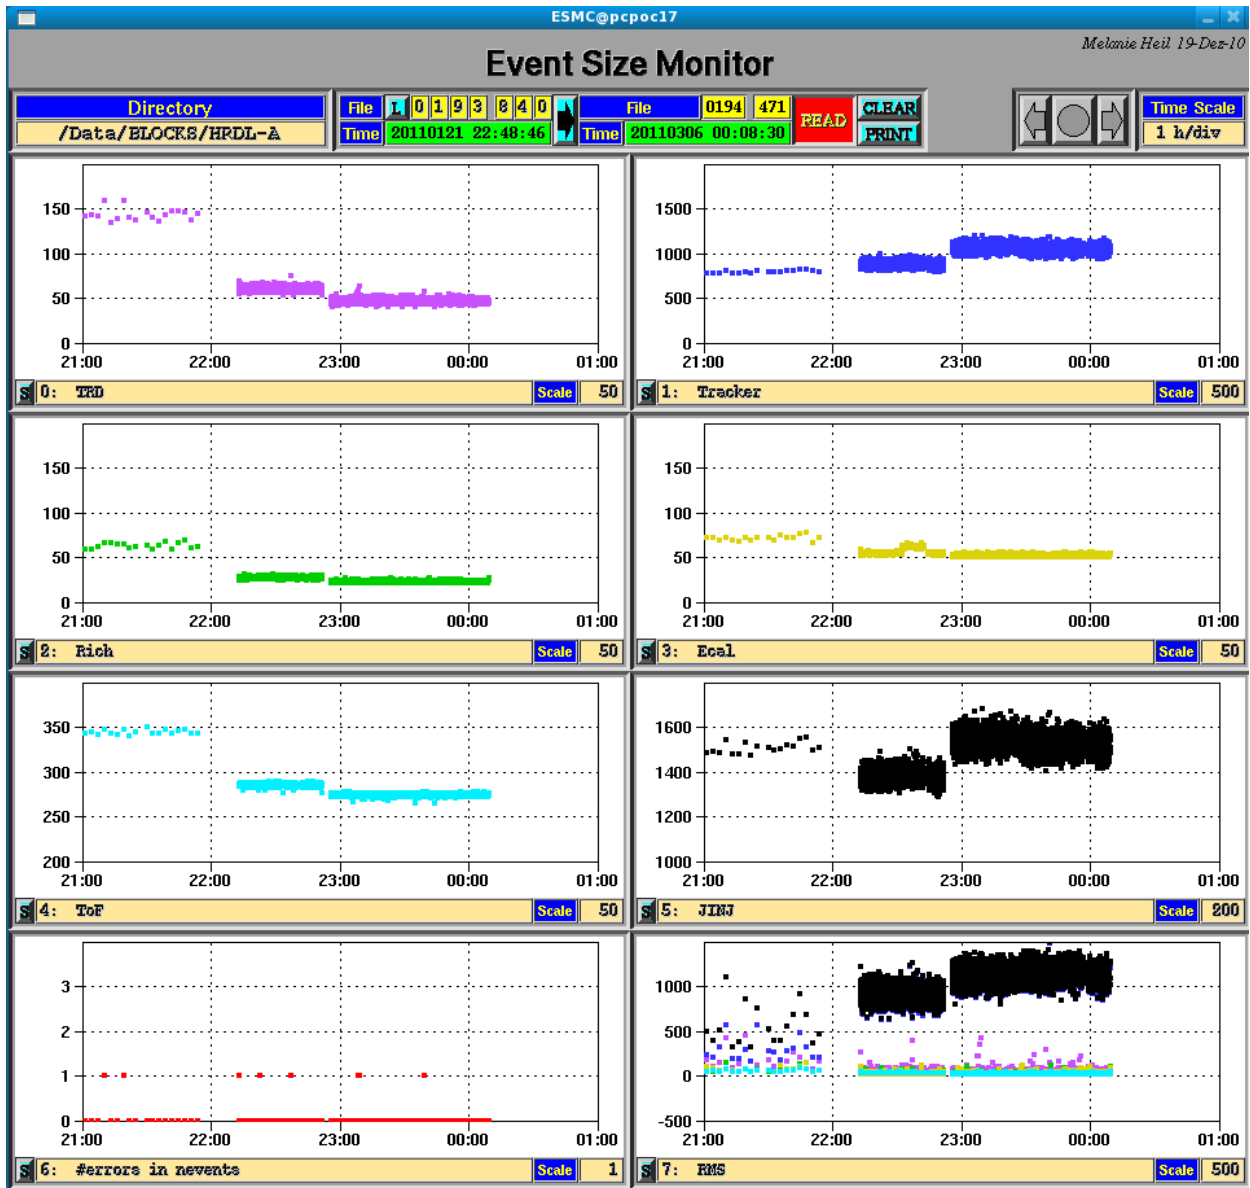 ESMC@pcpoc17
Melanie Heil 19-Dez-10
Event Size Monitor
Directory
/Data/BLOCKS/HRDL-A
File L 0 1 9 3 8 4 0 File 0194 471 READ CLEAR
Time 20110121 22:48:46 Time 20110306 00:08:30 PRINT
Time Scale
1 h/div
150
100
50
0
21:00 22:00 23:00 00:00 01:00
S 0: TRD Scale 50
1500
1000
500
0
21:00 22:00 23:00 00:00 01:00
S 1: Tracker Scale 500
150
100
50
0
21:00 22:00 23:00 00:00 01:00
S 2: Rich Scale 50
150
100
50
0
21:00 22:00 23:00 00:00 01:00
S 3: Ecal Scale 50
350
300
250
200
21:00 22:00 23:00 00:00 01:00
S 4: ToF Scale 50
1600
1400
1200
1000
21:00 22:00 23:00 00:00 01:00
S 5: JINJ Scale 200
3
2
1
0
21:00 22:00 23:00 00:00 01:00
S 6: #errors in nevents Scale 1
1000
500
0
-500
21:00 22:00 23:00 00:00 01:00
S 7: RMS Scale 500